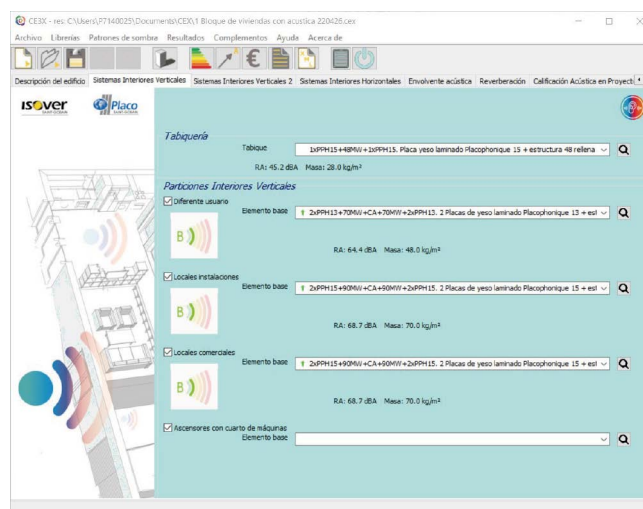 CE3X - res: C:\Users\P7140025\Documents\CEX\1 Bloque de viviendas con acustica 220426.cex
Archivo Librerías Patrones de sombra Resultados Complementos Ayuda Acerca de
Descripción del edificio Sistemas Interiores Verticales Sistemas Interiores Verticales 2 Sistemas Interiores Horizontales Envolvente acústica Reverberación Calificación Acústica en Proyect
isover
SAINT-GOBAIN
Placo
SAINT-GOBAIN
Tabiquería
Tabique 1xPPH15+48MW+1xPPH15. Placa yeso laminado Placophonique 15 + estructura 48 rellena
RA: 45.2 dBA Masa: 28.0 kg/m²
Particiones Interiores Verticales
Diferente usuario
Elemento base 2xPPH13+70MW+CA+70MW+2xPPH13. 2 Placas de yeso laminado Placophonique 13 + est
B
RA: 64.4 dBA Masa: 48.0 kg/m²
Locales instalaciones
Elemento base 2xPPH15+90MW+CA+90MW+2xPPH15. 2 Placas de yeso laminado Placophonique 15 + est
B
RA: 68.7 dBA Masa: 70.0 kg/m²
Locales comerciales
Elemento base 2xPPH15+90MW+CA+90MW+2xPPH15. 2 Placas de yeso laminado Placophonique 15 + est
B
RA: 68.7 dBA Masa: 70.0 kg/m²
Ascensores con cuarto de máquinas
Elemento base